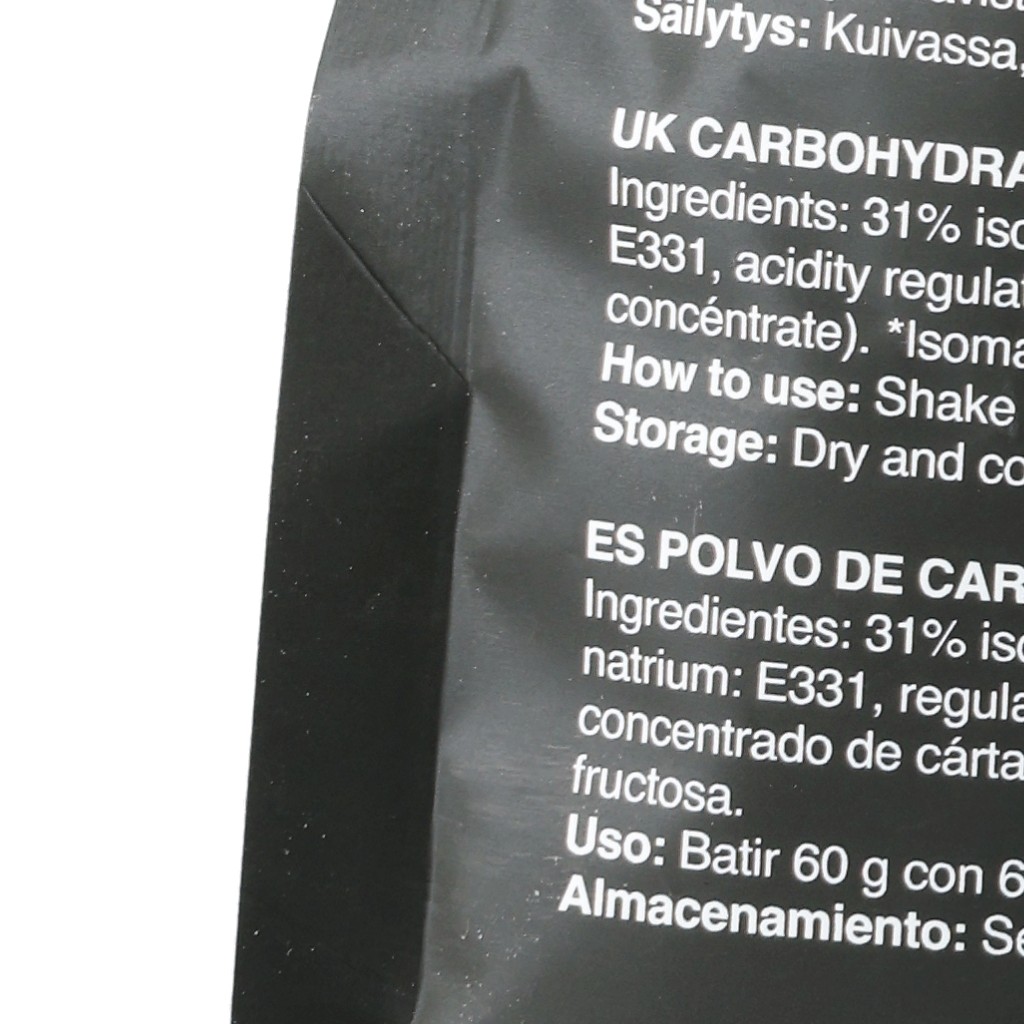 Säilytys: Kuivassa,
UK CARBOHYDRA
Ingredients: 31% iso
E331, acidity regulat
concéntrate). *Isoma
How to use: Shake
Storage: Dry and co
ES POLVO DE CAR
Ingredientes: 31% iso
natrium: E331, regula
concentrado de cárta
fructosa.
Uso: Batir 60 g con 6
Almacenamiento: Se